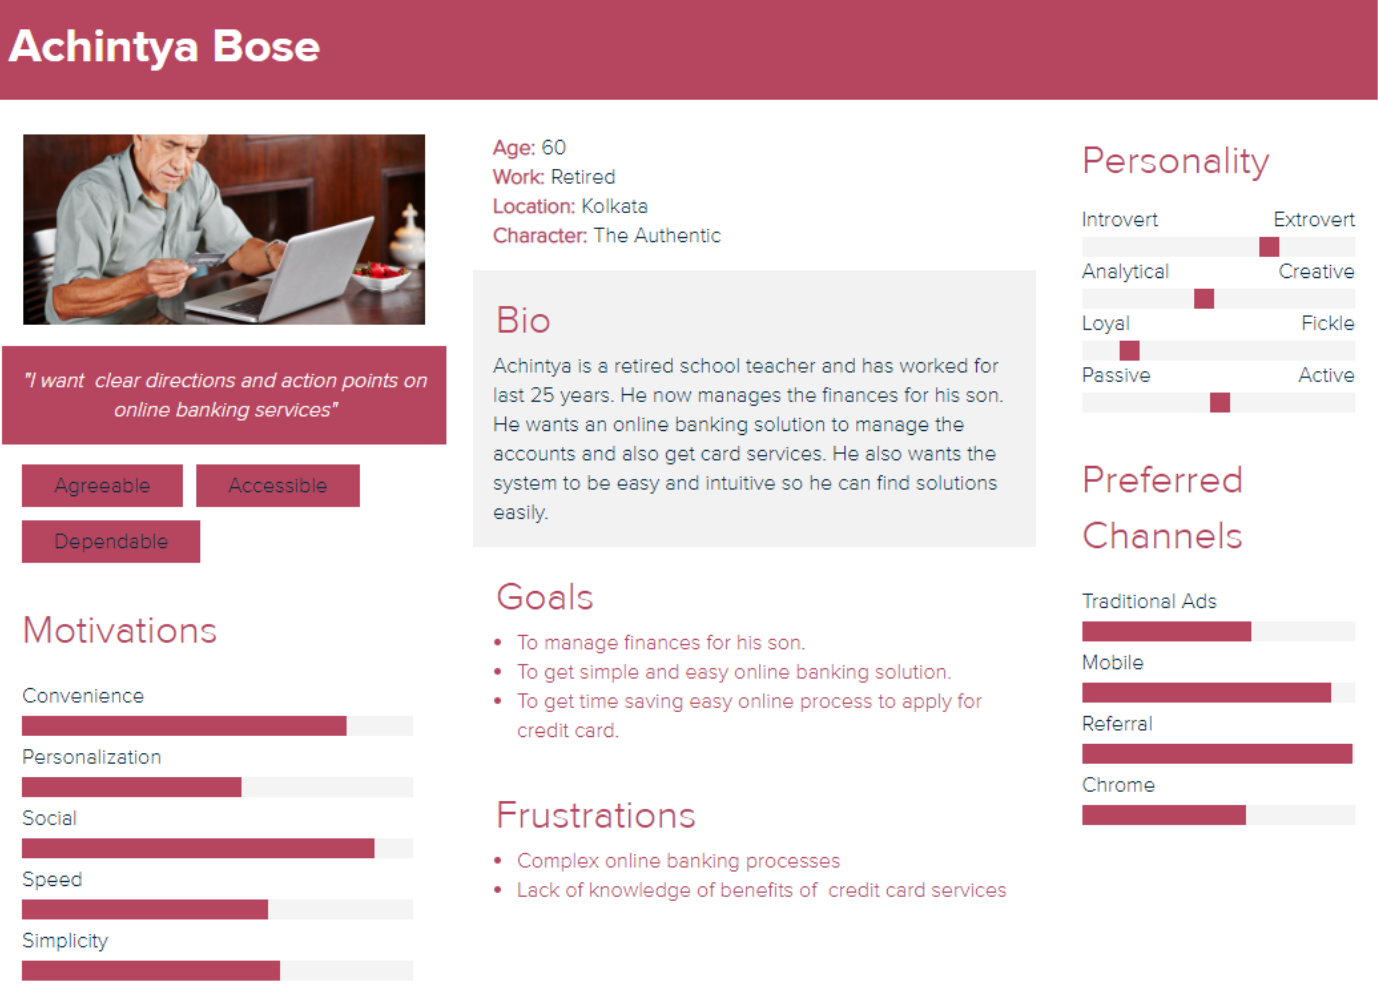 Achintya Bose
"I want  clear directions and action points on
online banking services"
Agreeable
Accessible
Dependable
Motivations
Convenience
Personalization
Social
Speed
Simplicity
Age: 60
Work: Retired
Location: Kolkata
Character: The Authentic
Bio
Achintya is a retired school teacher and has worked for
last 25 years. He now manages the finances for his son.
He wants an online banking solution to manage the
accounts and also get card services. He also wants the
system to be easy and intuitive so he can find solutions
easily.
Goals
• To manage finances for his son.
• To get simple and easy online banking solution.
• To get time saving easy online process to apply for
credit card.
Frustrations
• Complex online banking processes
• Lack of knowledge of benefits of  credit card services
Personality
Introvert Extrovert
Analytical Creative
Loyal Fickle
Passive Active
Preferred
Channels
Traditional Ads
Mobile
Referral
Chrome